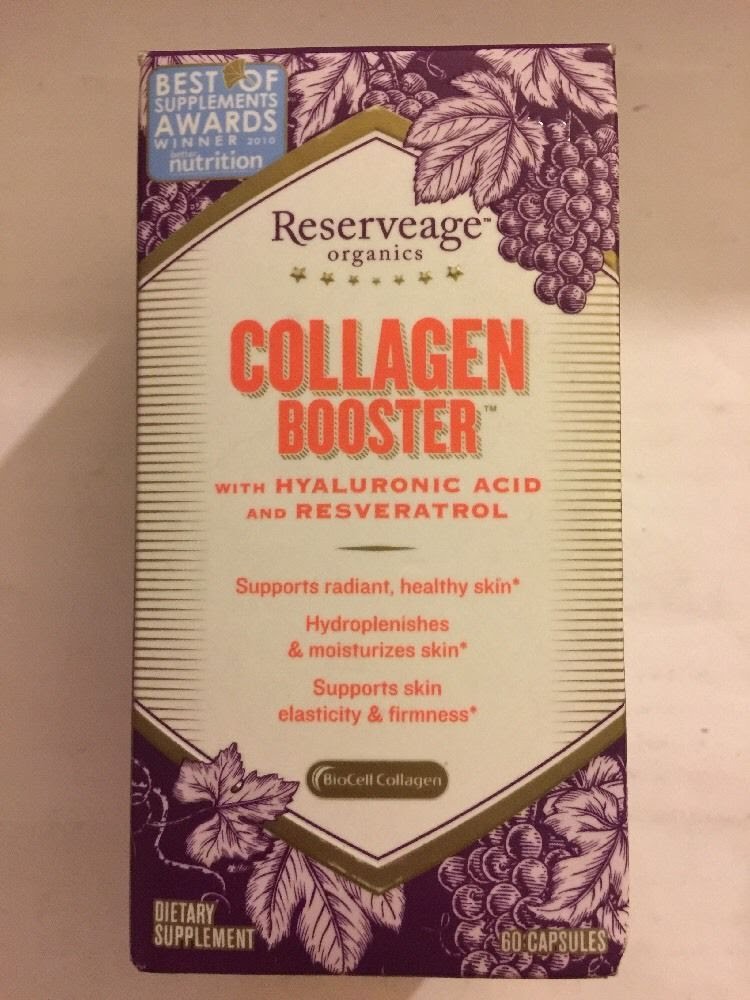 BEST OF
SUPPLEMENTS
AWARDS
WINNER 2010
better
nutrition
Reserveage™
organics
COLLAGEN
BOOSTER™
WITH HYALURONIC ACID
AND RESVERATROL
Supports radiant, healthy skin*
Hydroplenishes
& moisturizes skin*
Supports skin
elasticity & firmness*
BioCell Collagen
DIETARY
SUPPLEMENT
60 CAPSULES